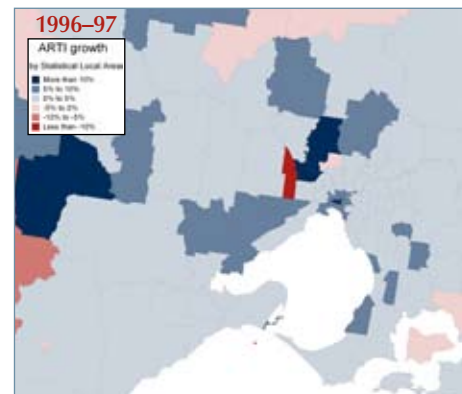 1996–97
ARTI growth
by Statistical Local Areas
More than 10%
5% to 10%
0% to 5%
-5% to 0%
-10% to -5%
Less than -10%